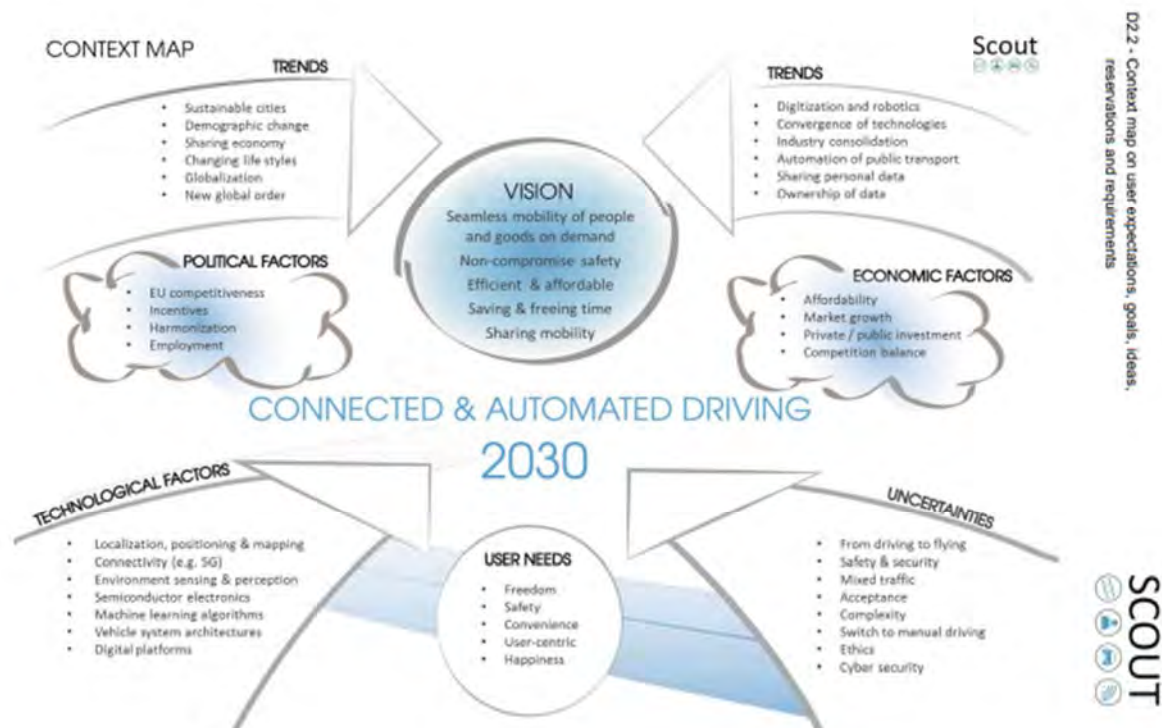 CONTEXT MAP
TRENDS
• Sustainable cities
• Demographic change
• Sharing economy
• Changing life styles
• Globalization
• New global order
TRENDS
• Digitization and robotics
• Convergence of technologies
• Industry consolidation
• Automation of public transport
• Sharing personal data
• Ownership of data
Scout
VISION
Seamless mobility of people
and goods on demand
Non-compromise safety
Efficient & affordable
Saving & freeing time
Sharing mobility
POLITICAL FACTORS
• EU competitiveness
• Incentives
• Harmonization
• Employment
ECONOMIC FACTORS
• Affordability
• Market growth
• Private / public investment
• Competition balance
CONNECTED & AUTOMATED DRIVING
2030
TECHNOLOGICAL FACTORS
• Localization, positioning & mapping
• Connectivity (e.g. 5G)
• Environment sensing & perception
• Semiconductor electronics
• Machine learning algorithms
• Vehicle system architectures
• Digital platforms
USER NEEDS
• Freedom
• Safety
• Convenience
• User-centric
• Happiness
UNCERTAINTIES
• From driving to flying
• Safety & security
• Mixed traffic
• Acceptance
• Complexity
• Switch to manual driving
• Ethics
• Cyber security
D2.2 - Context map on user expectations, goals, ideas,
reservations and requirements
SCOUT